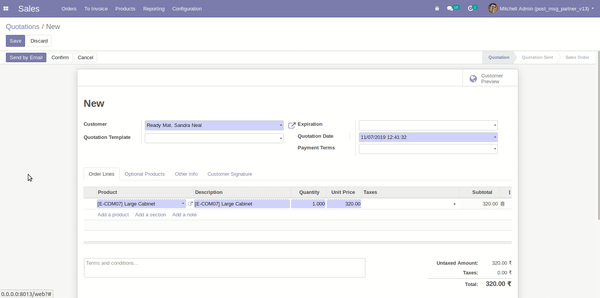 Sales Orders To Invoice Products Reporting Configuration Mitchell Admin (post_msg_partner_v13)
Quotations / New
Save Discard
Send by Email Confirm Cancel Quotation Quotation Sent Sales Order
Customer Preview
New
Customer Ready Mat, Sandra Neal Expiration
Quotation Template Quotation Date 11/07/2019 12:41:32
Payment Terms
Order Lines Optional Products Other Info Customer Signature
Product Description Quantity Unit Price Taxes Subtotal
[E-COM07] Large Cabinet [E-COM07] Large Cabinet 1.000 320.00 320.00 ₹
Add a product Add a section Add a note
Terms and conditions... Untaxed Amount: 320.00 ₹
Taxes: 0.00 ₹
Total: 320.00 ₹
0.0.0.0:8013/web?#